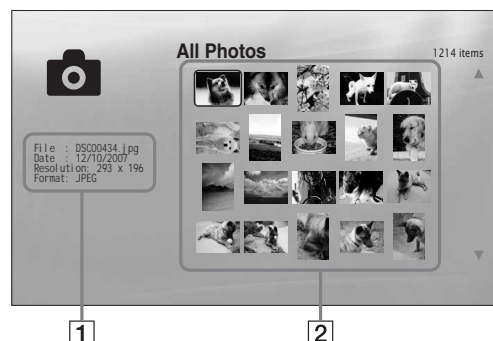 All Photos
1214 items
File : DSC00434.jpg
Date : 12/10/2007
Resolution: 293 x 196
Format: JPEG
1
2